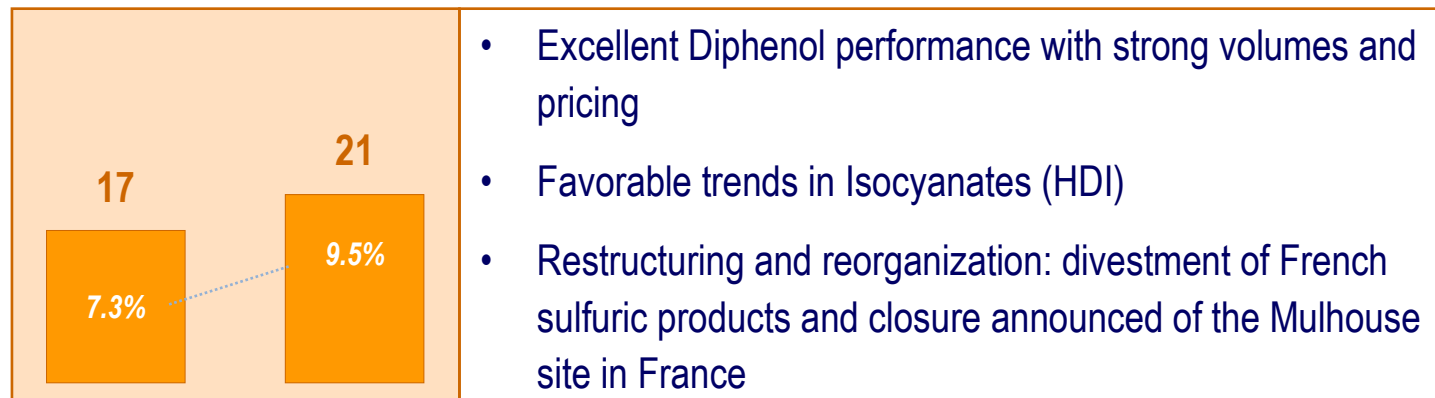 17
21
7.3%
9.5%
• Excellent Diphenol performance with strong volumes and
pricing
• Favorable trends in Isocyanates (HDI)
• Restructuring and reorganization: divestment of French
sulfuric products and closure announced of the Mulhouse
site in France